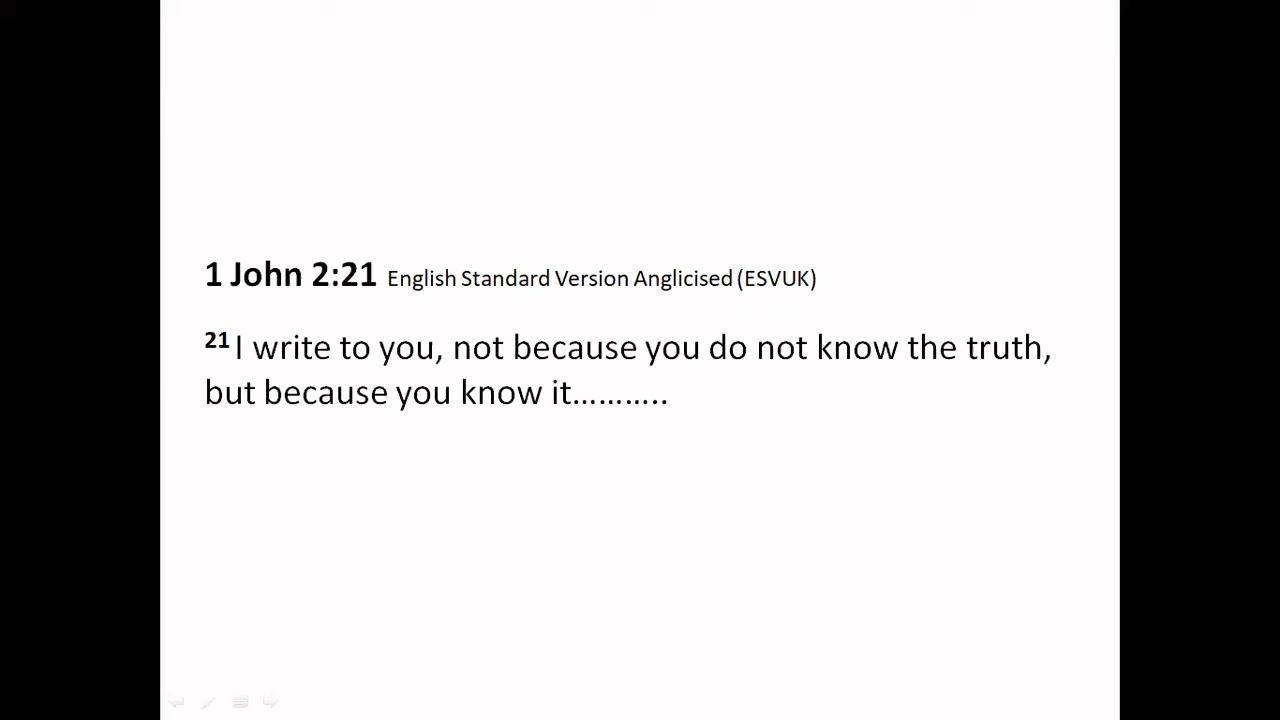 1 John 2:21 English Standard Version Anglicised (ESVUK)
21 I write to you, not because you do not know the truth,
but because you know it………..